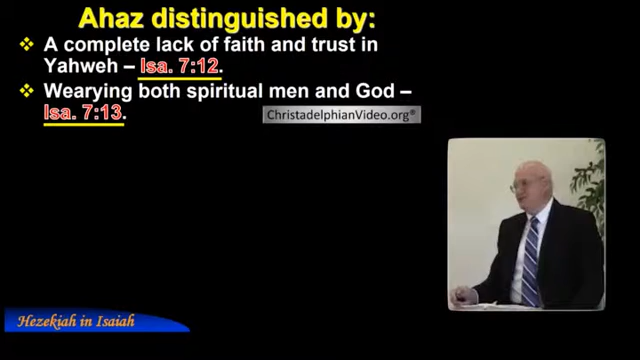 Ahaz distinguished by:
❖ A complete lack of faith and trust in
Yahweh – Isa. 7:12.
❖ Wearying both spiritual men and God –
Isa. 7:13.
ChristadelphianVideo.org®
Hezekiah in Isaiah